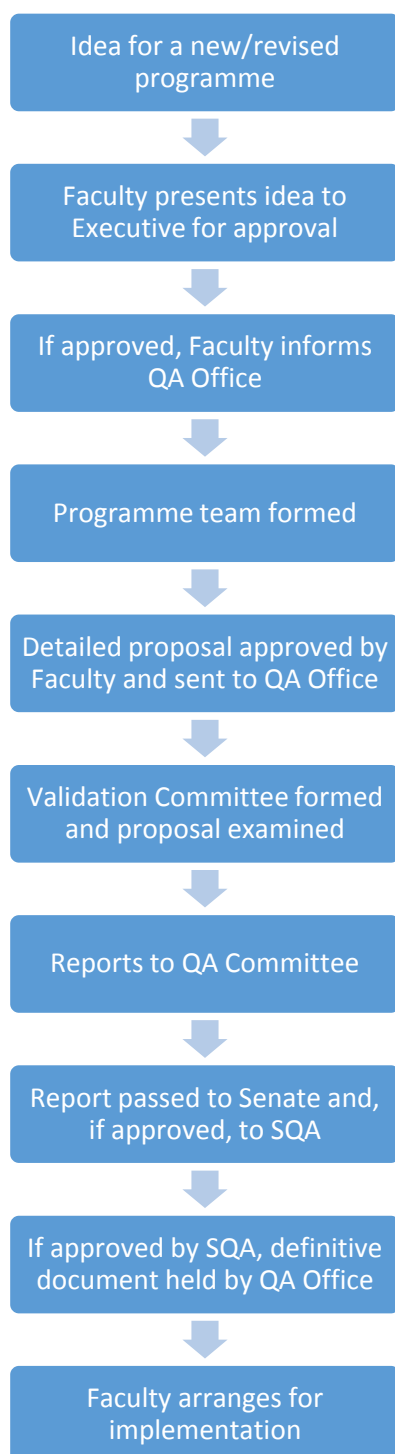 Idea for a new/revised
programme
Faculty presents idea to
Executive for approval
If approved, Faculty informs
QA Office
Programme team formed
Detailed proposal approved by
Faculty and sent to QA Office
Validation Committee formed
and proposal examined
Reports to QA Committee
Report passed to Senate and,
if approved, to SQA
If approved by SQA, definitive
document held by QA Office
Faculty arranges for
implementation